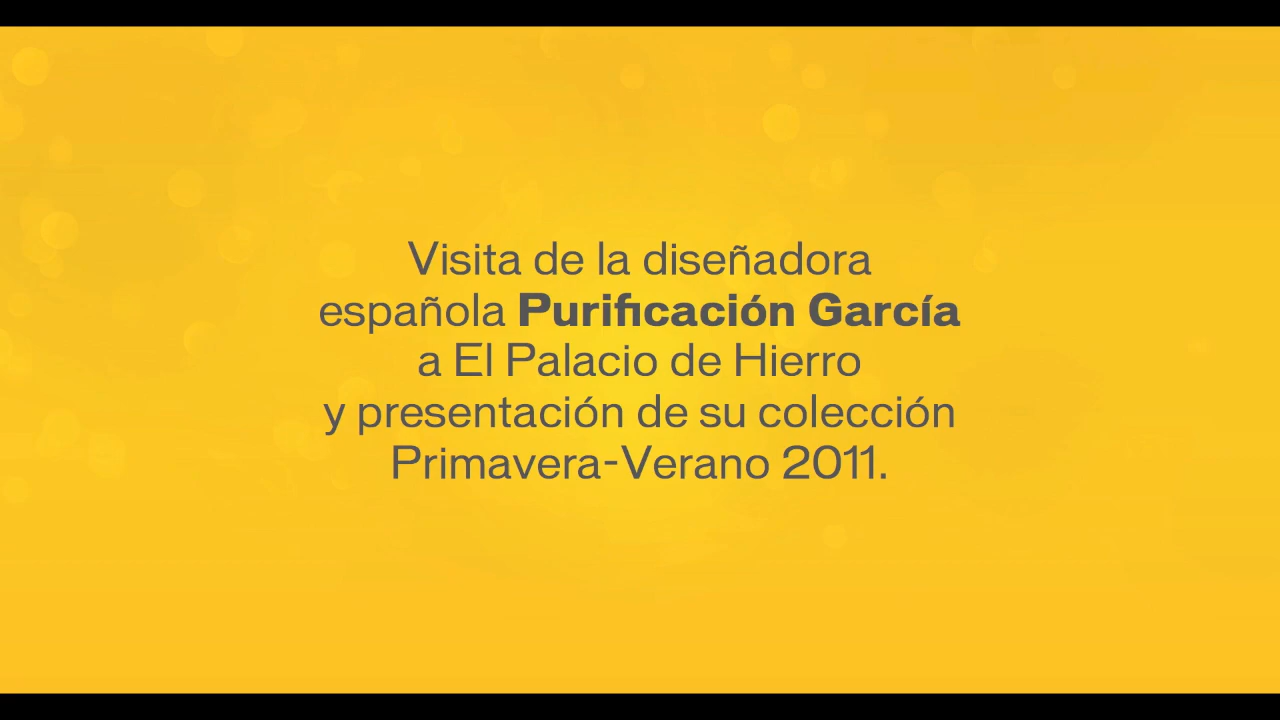 Visita de la diseñadora
española Purificación García
a El Palacio de Hierro
y presentación de su colección
Primavera-Verano 2011.